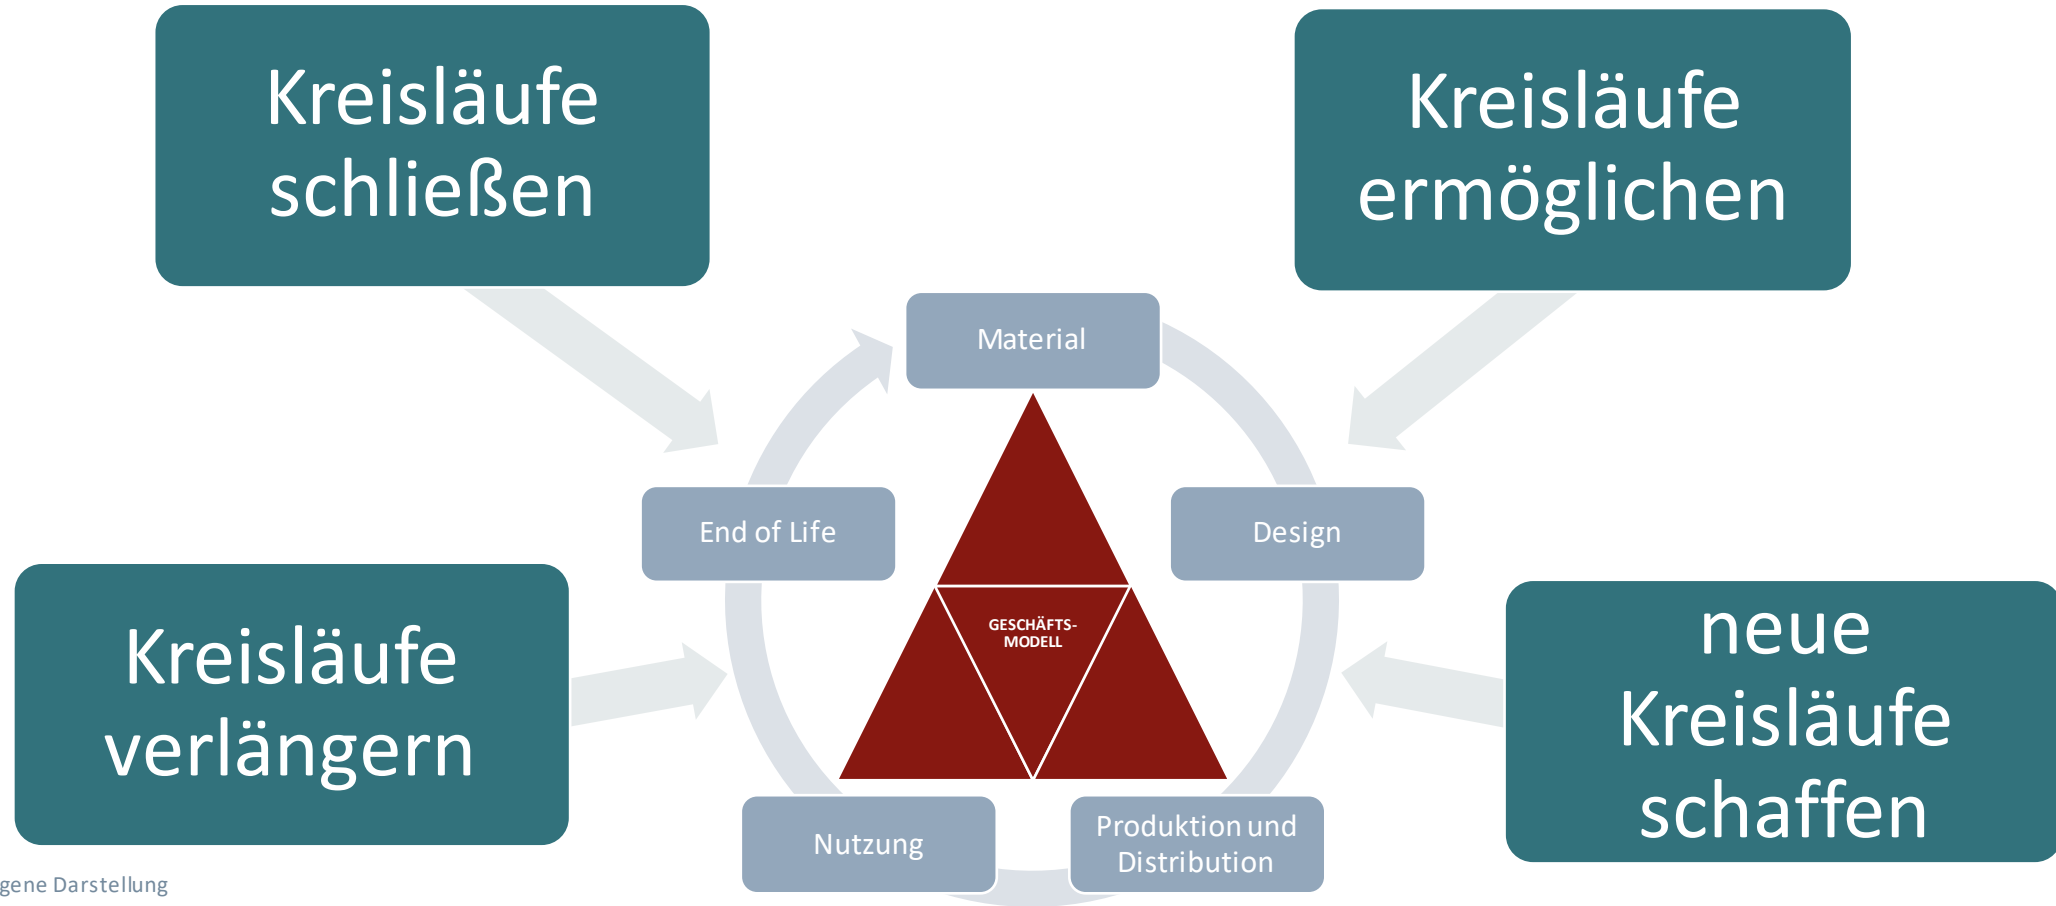 Kreisläufe
schließen
Kreisläufe
ermöglichen
Material
End of Life
Design
GESCHÄFTS-
MODELL
Kreisläufe
verlängern
neue
Kreisläufe
schaffen
Nutzung
Produktion und
Distribution
gene Darstellung